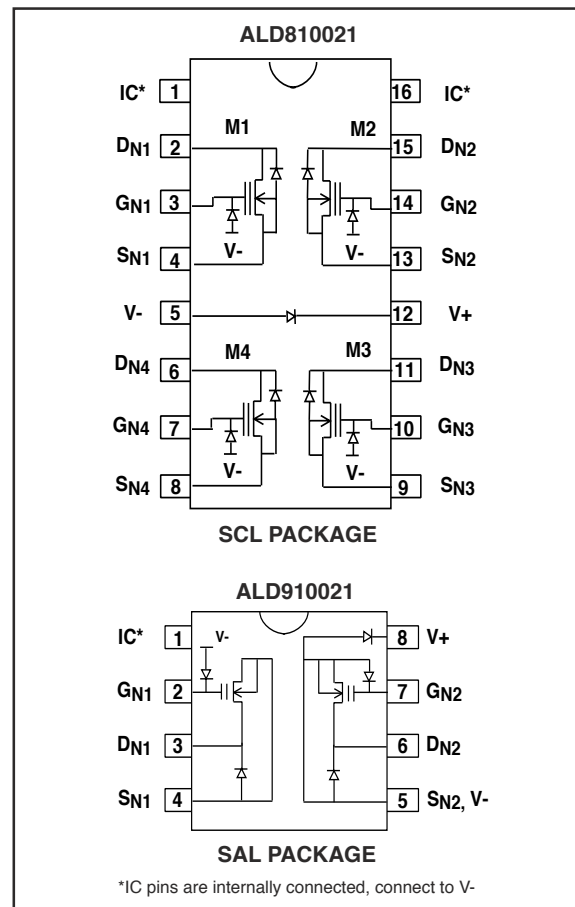 ALD810021
IC* 1 16 IC*
M1 M2
DN1 2 15 DN2
GN1 3 14 GN2
V- V-
SN1 4 13 SN2
V- 5 12 V+
M4 M3
DN4 6 11 DN3
GN4 7 10 GN3
V- V-
SN4 8 9 SN3
SCL PACKAGE
ALD910021
IC* 1 V- 8 V+
GN1 2 7 GN2
DN1 3 6 DN2
SN1 4 5 SN2, V-
SAL PACKAGE
*IC pins are internally connected, connect to V-